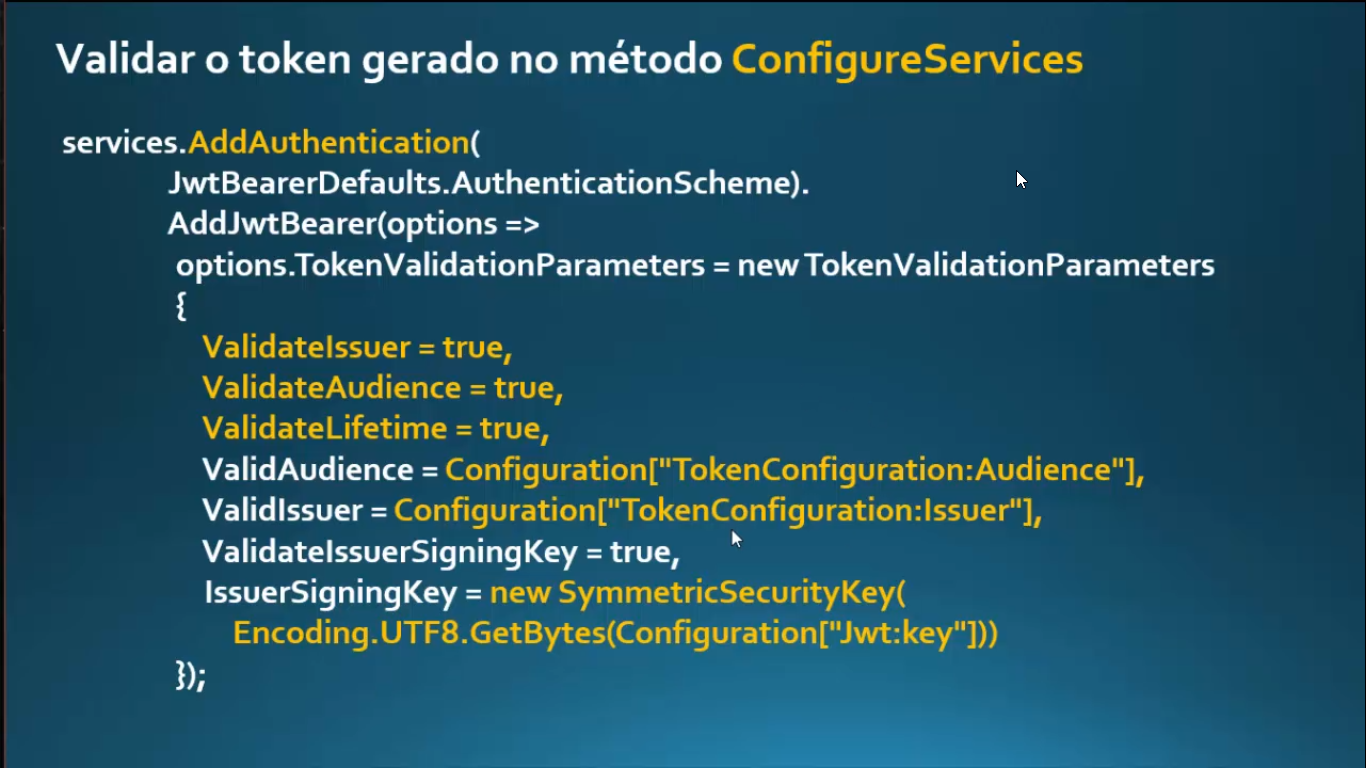 Validar o token gerado no método ConfigureServices
services.AddAuthentication(
JwtBearerDefaults.AuthenticationScheme).
AddJwtBearer(options =>
options.TokenValidationParameters = new TokenValidationParameters
{
ValidateIssuer = true,
ValidateAudience = true,
ValidateLifetime = true,
ValidAudience = Configuration["TokenConfiguration:Audience"],
ValidIssuer = Configuration["TokenConfiguration:Issuer"],
ValidateIssuerSigningKey = true,
IssuerSigningKey = new SymmetricSecurityKey(
Encoding.UTF8.GetBytes(Configuration["Jwt:key"]))
});